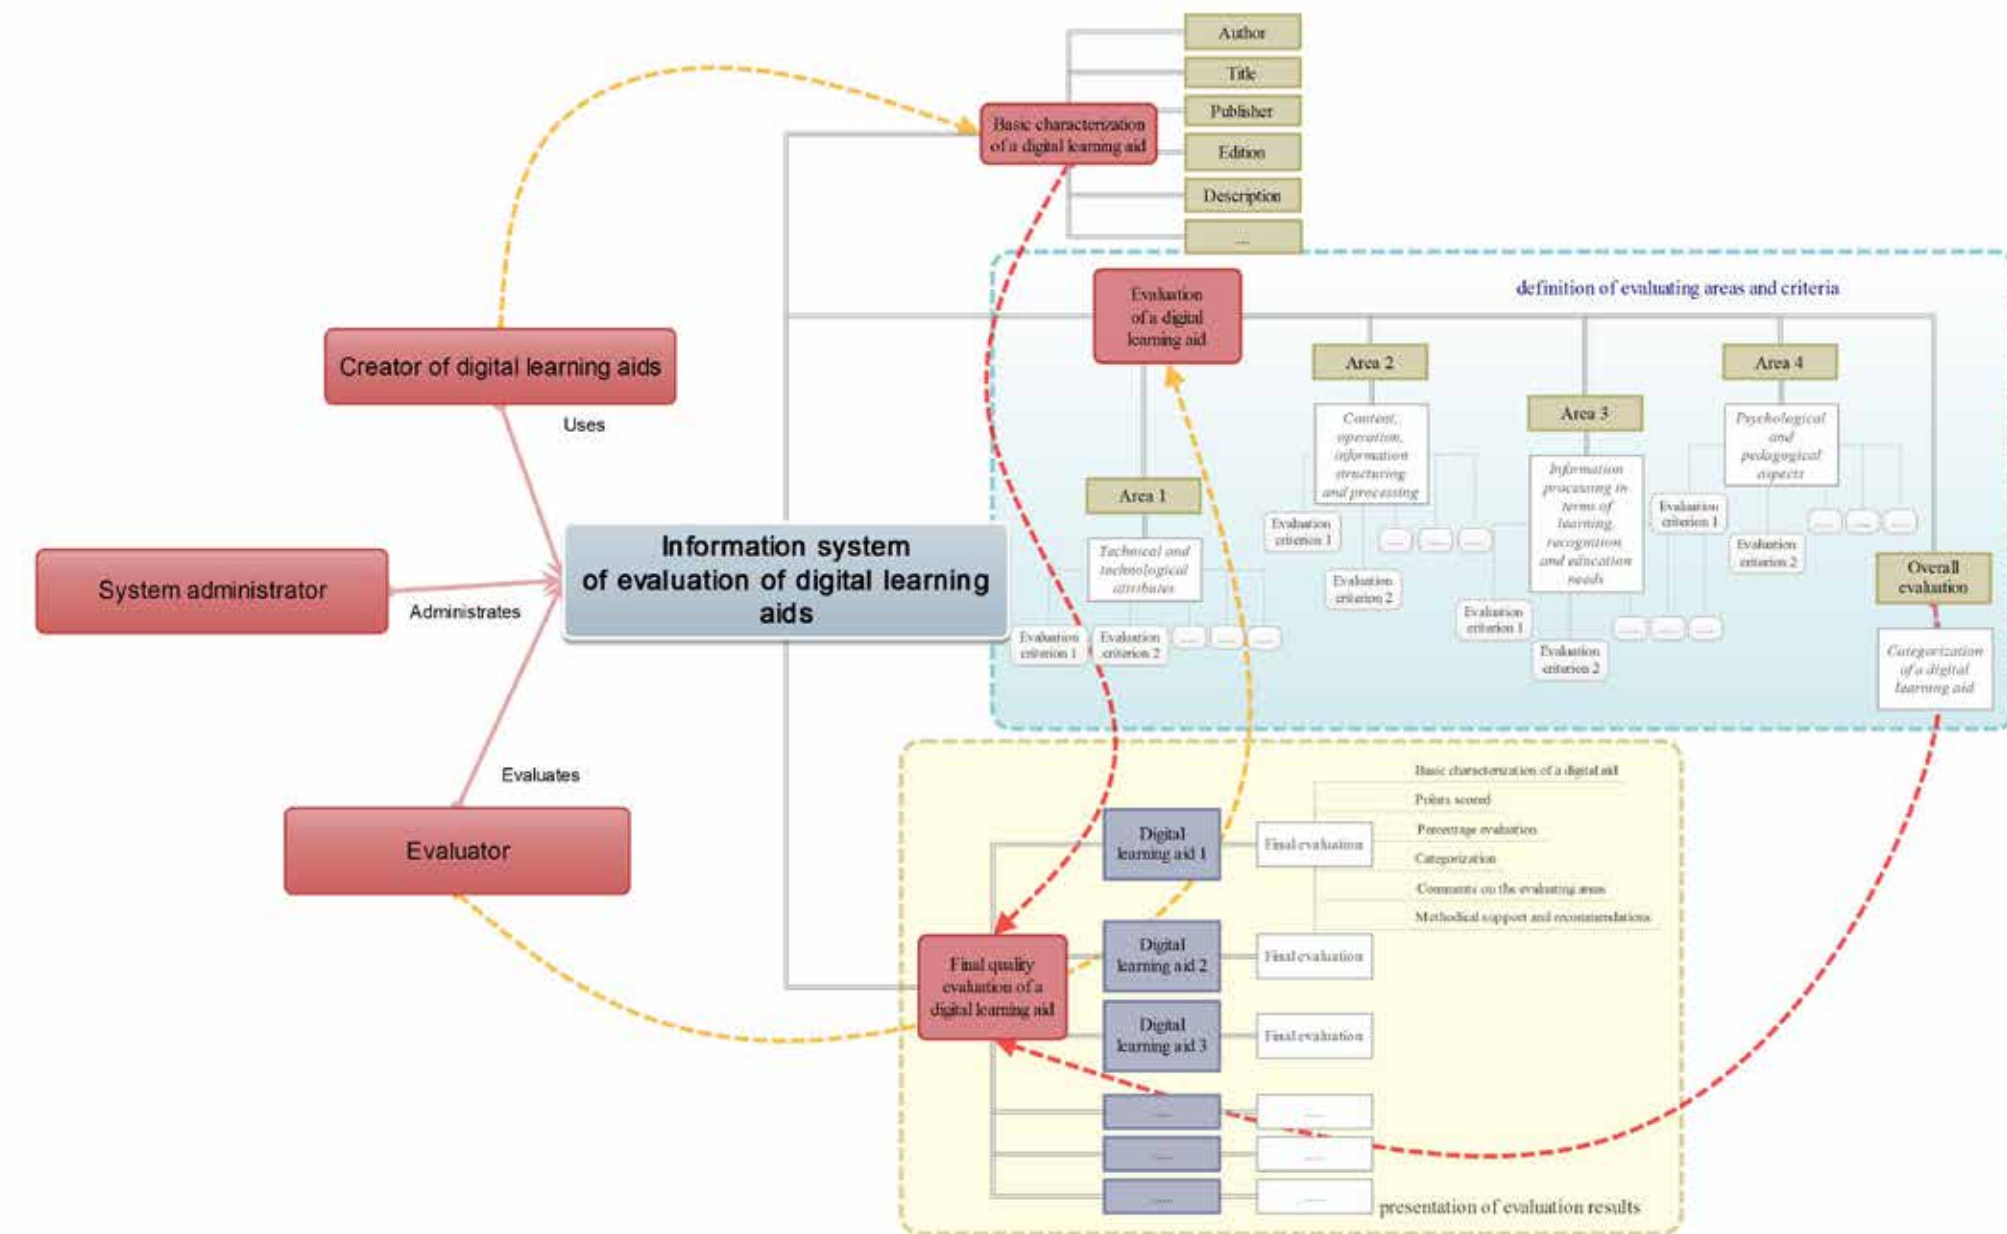 Author
Title
Publisher
Edition
Description
....
Basic characterization
of a digital learning aid
Creator of digital learning aids
Uses
System administrator
Administrates
Evaluator
Evaluates
Information system
of evaluation of digital learning
aids
definition of evaluating areas and criteria
Evaluation
of a digital
learning aid
Area 1
Technical and
technological
attributes
Evaluation
criterion 1
Evaluation
criterion 2
Area 2
Content,
operation,
information
structuring
and processing
Evaluation
criterion 1
Evaluation
criterion 2
Area 3
Information
processing in
terms of
learning,
recognition
and education
needs
Evaluation
criterion 1
Evaluation
criterion 2
Area 4
Psychological
and
pedagogical
aspects
Evaluation
criterion 1
Evaluation
criterion 2
Overall
evaluation
Categorization
of a digital
learning aid
Final quality
evaluation of a
digital learning aid
Digital
learning aid 1
Final evaluation
Basic characterization of a digital aid
Points scored
Percentage evaluation
Categorization
Comments on the evaluating areas
Methodical support and recommendations
Digital
learning aid 2
Final evaluation
Digital
learning aid 3
Final evaluation
presentation of evaluation results